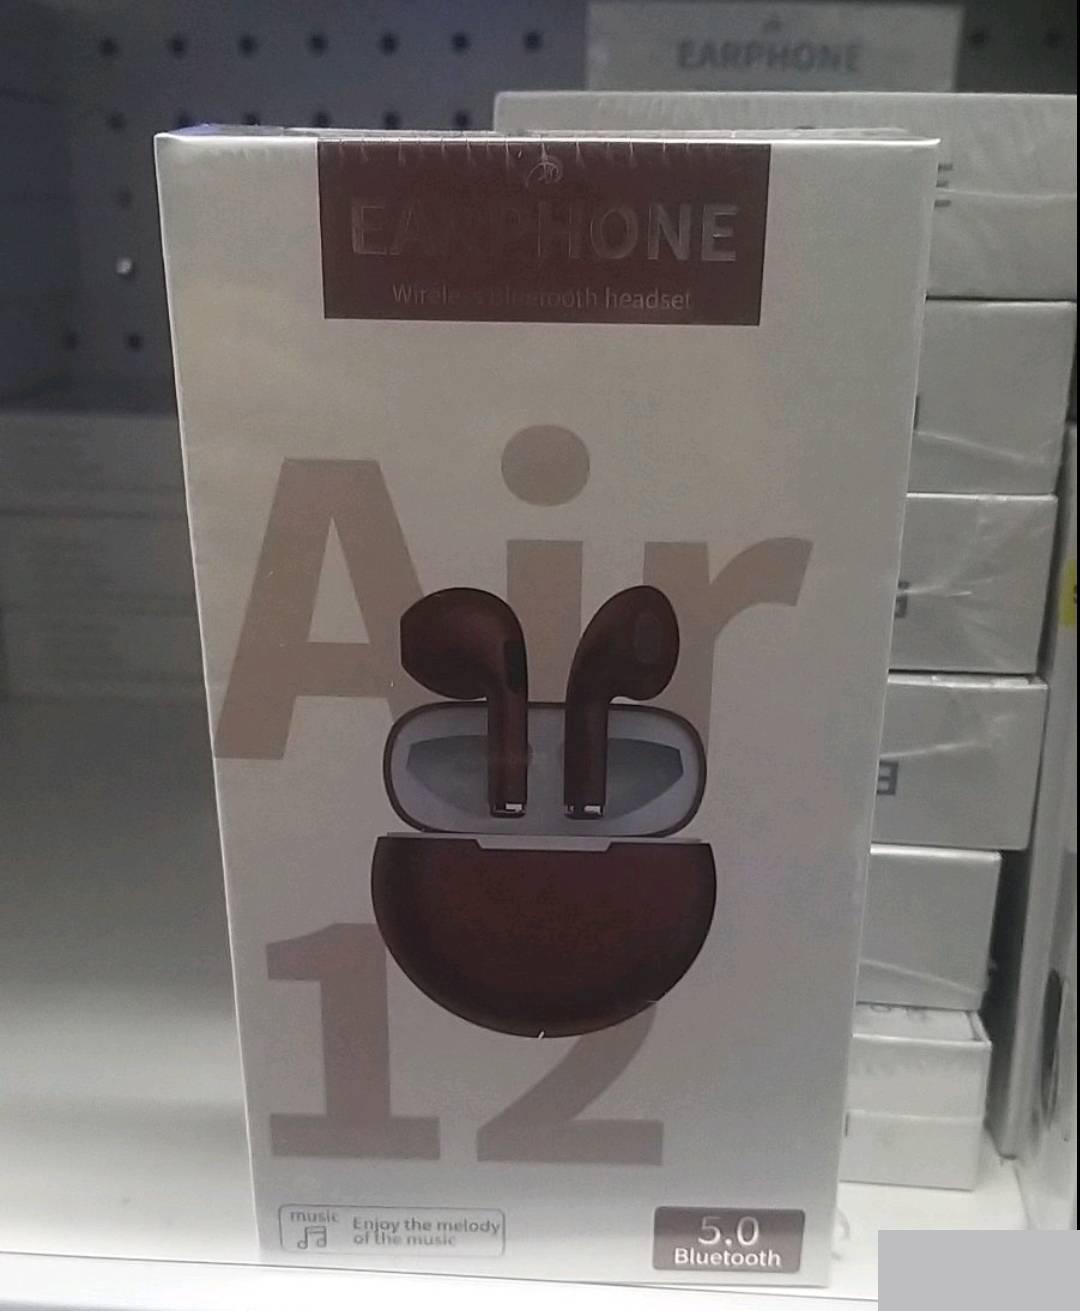 EARPHONE
EARPHONE
Wireless Bluetooth headset
Air
12
music
Enjoy the melody
of the music
5.0
Bluetooth